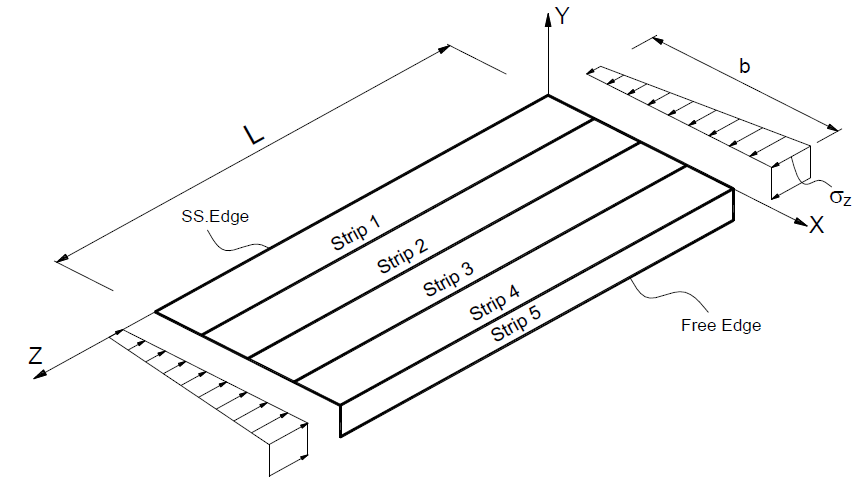 Y
b
L
σz
X
SS.Edge
Strip 1
Strip 2
Strip 3
Strip 4
Strip 5
Free Edge
Z